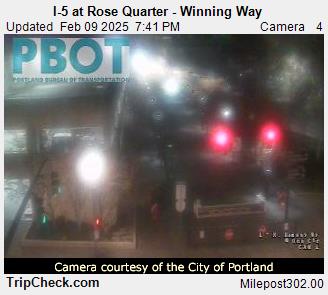 I-5 at Rose Quarter - Winning Way
Updated Feb 09 2025 7:41 PM Camera 4
PBOT
PORTLAND BUREAU OF TRANSPORTATION
Camera courtesy of the City of Portland
TripCheck.com Milepost302.00